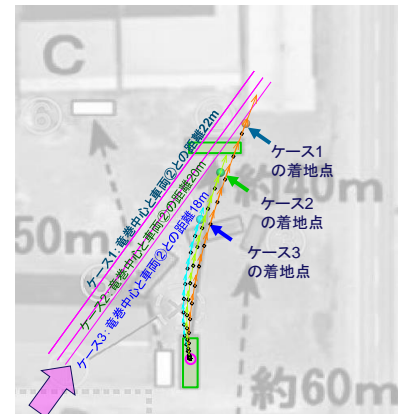 C
⑥
ケース1：竜巻中心と車両②との距離22m
ケース2：竜巻中心と車両②の距離20m
ケース3：竜巻中心と車両②との距離18m
ケース1
の着地点
約40m
ケース2
の着地点
50m
ケース3
の着地点
約60m